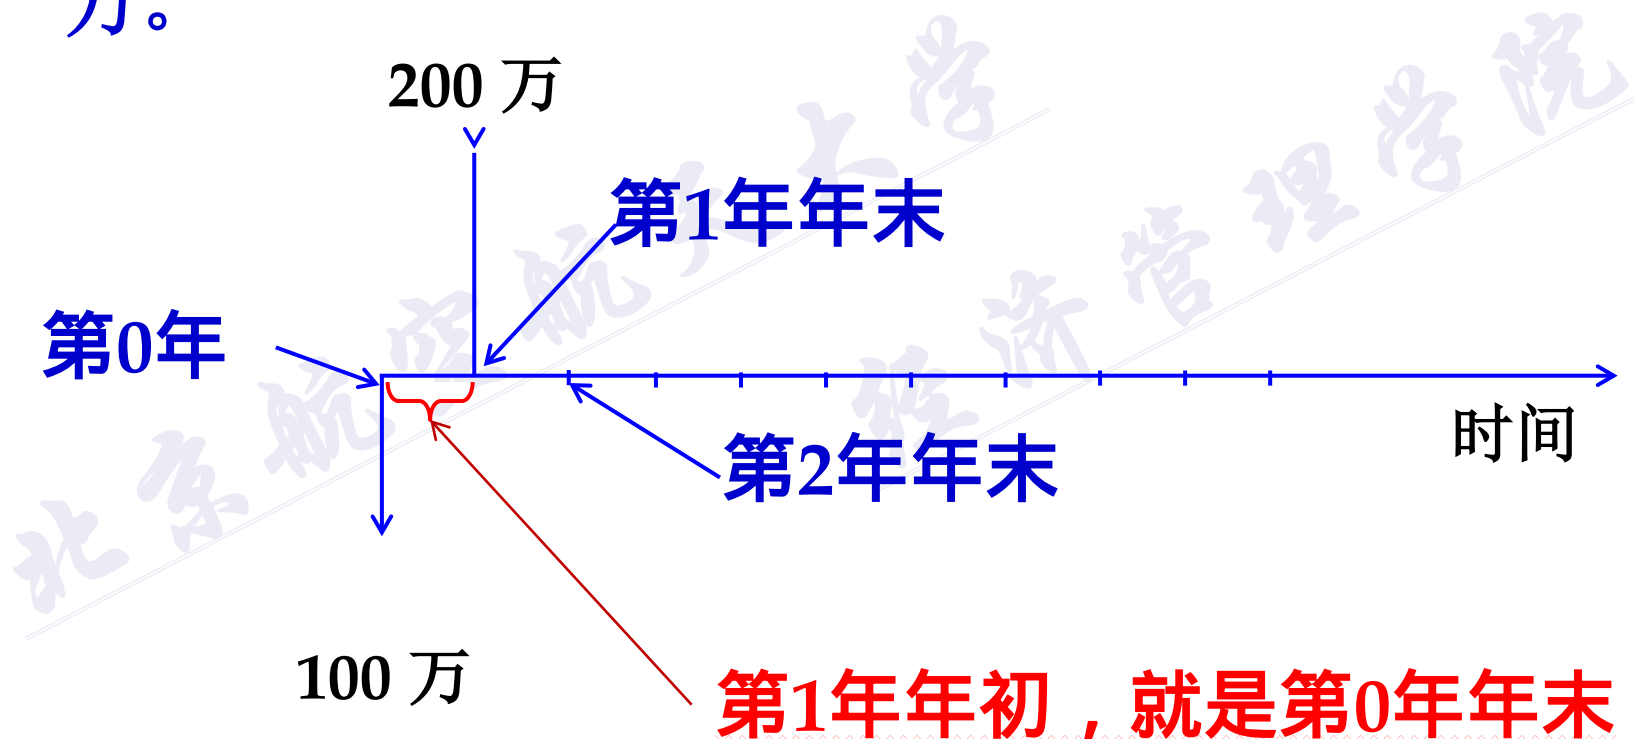 万。
200 万
第1年年末
第0年
时间
第2年年末
100 万
第1年年初，就是第0年年末
北京航空航天大学 经济管理学院